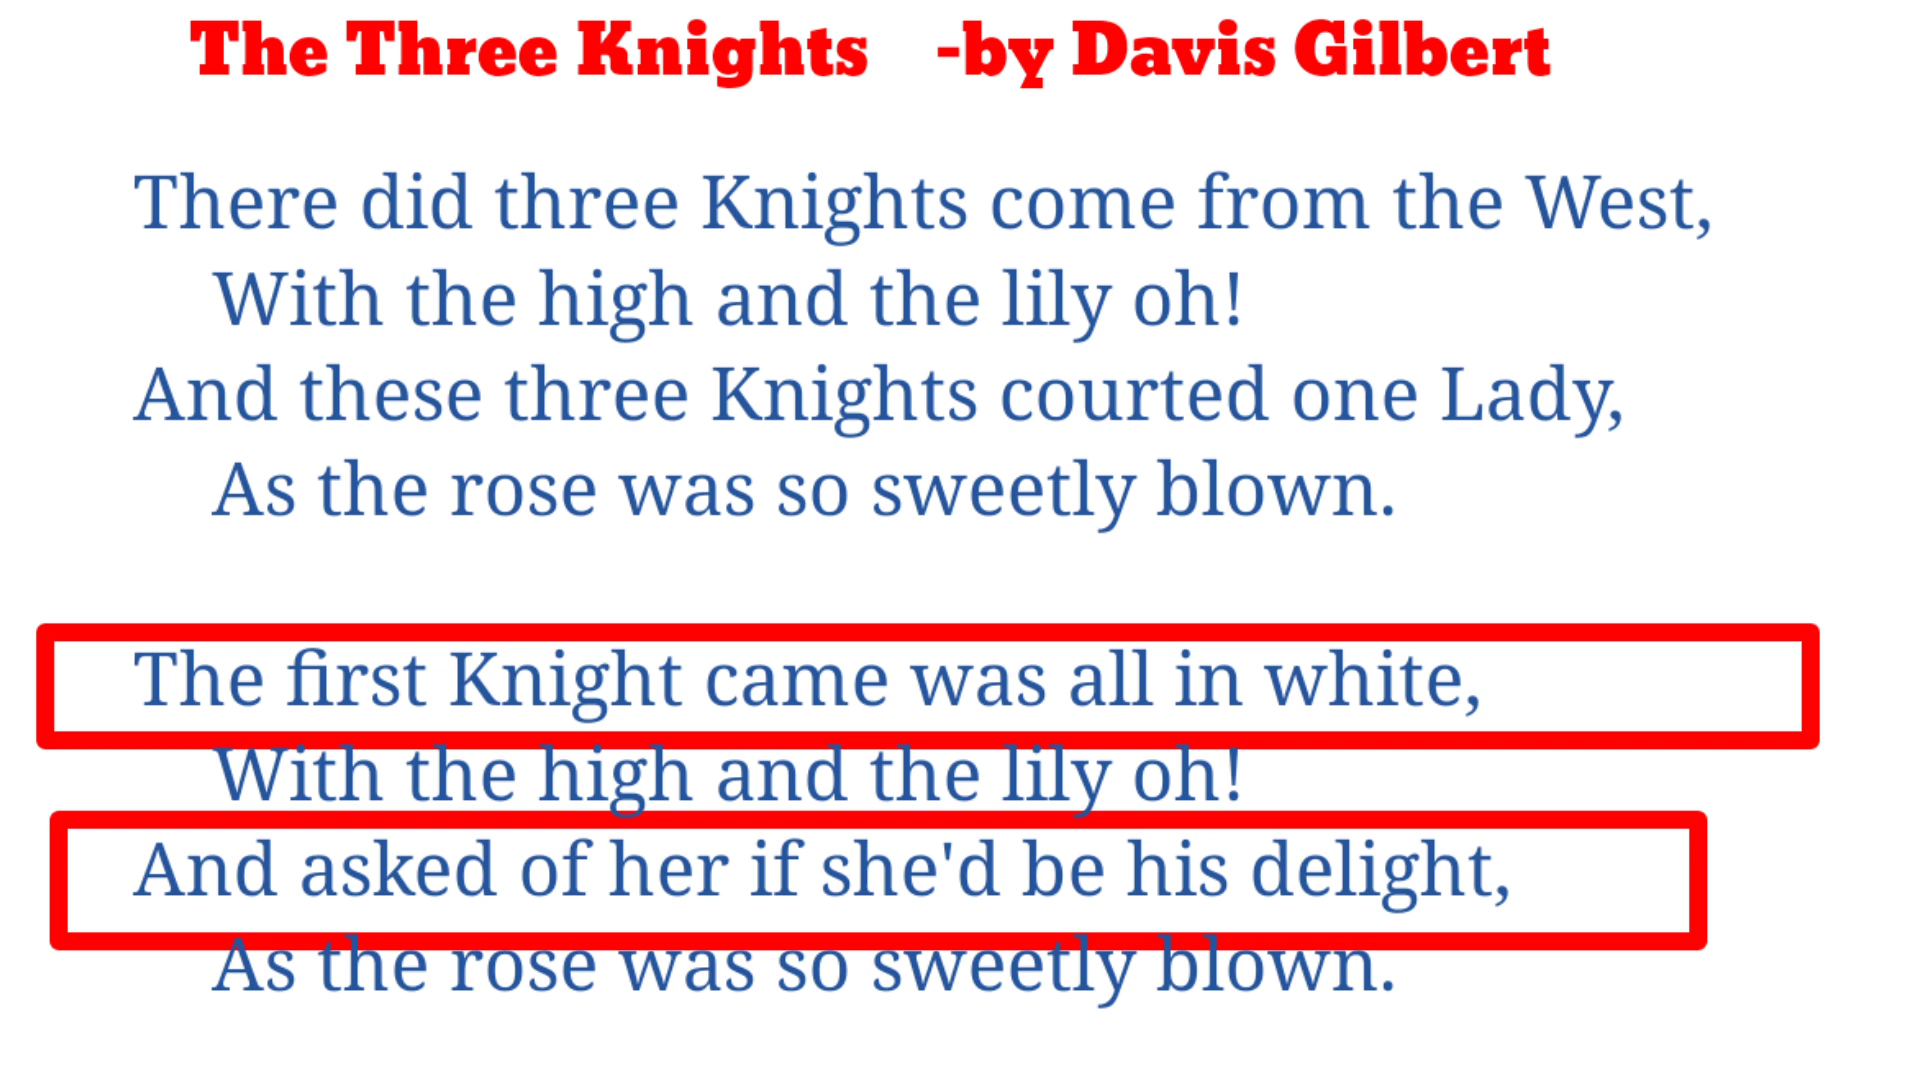 The Three Knights -by Davis Gilbert
There did three Knights come from the West,
With the high and the lily oh!
And these three Knights courted one Lady,
As the rose was so sweetly blown.
The first Knight came was all in white,
With the high and the lily oh!
And asked of her if she'd be his delight,
As the rose was so sweetly blown.